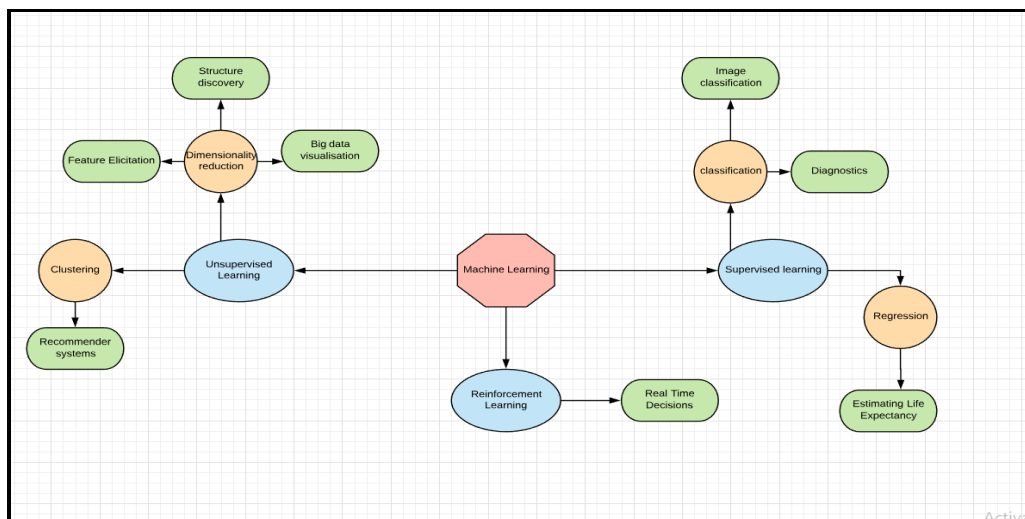 Structure
discovery
Image
classification
Feature Elicitation
Dimensionality
reduction
Big data
visualisation
classification
Diagnostics
Clustering
Unsupervised
Learning
Machine Learning
Supervised learning
Regression
Recommender
systems
Reinforcement
Learning
Real Time
Decisions
Estimating Life
Expectancy